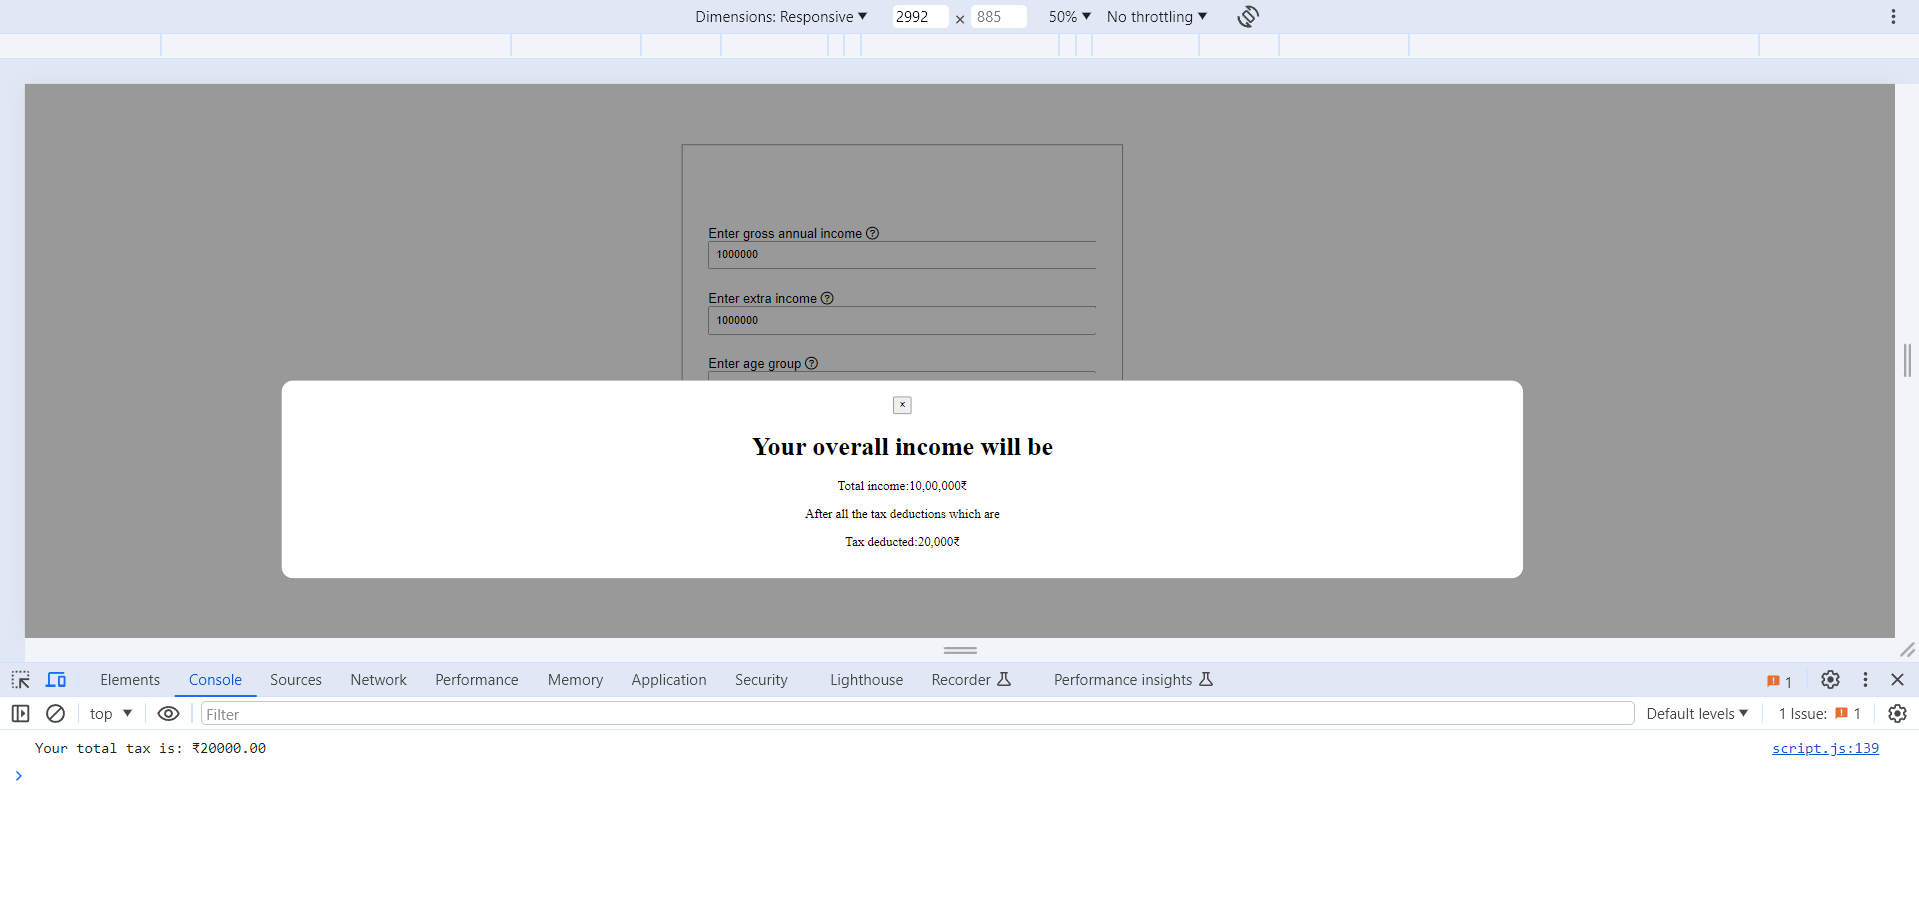 Dimensions: Responsive ▼ 2992 × 885 50% ▼ No throttling ▼
Enter gross annual income ?
1000000
Enter extra income ?
1000000
Enter age group ?
×
Your overall income will be
Total income:10,00,000₹
After all the tax deductions which are
Tax deducted:20,000₹
Elements Console Sources Network Performance Memory Application Security Lighthouse Recorder Performance insights 1
top ▼ Filter Default levels ▼ 1 Issue: 1
Your total tax is: ₹20000.00 script.js:139
>